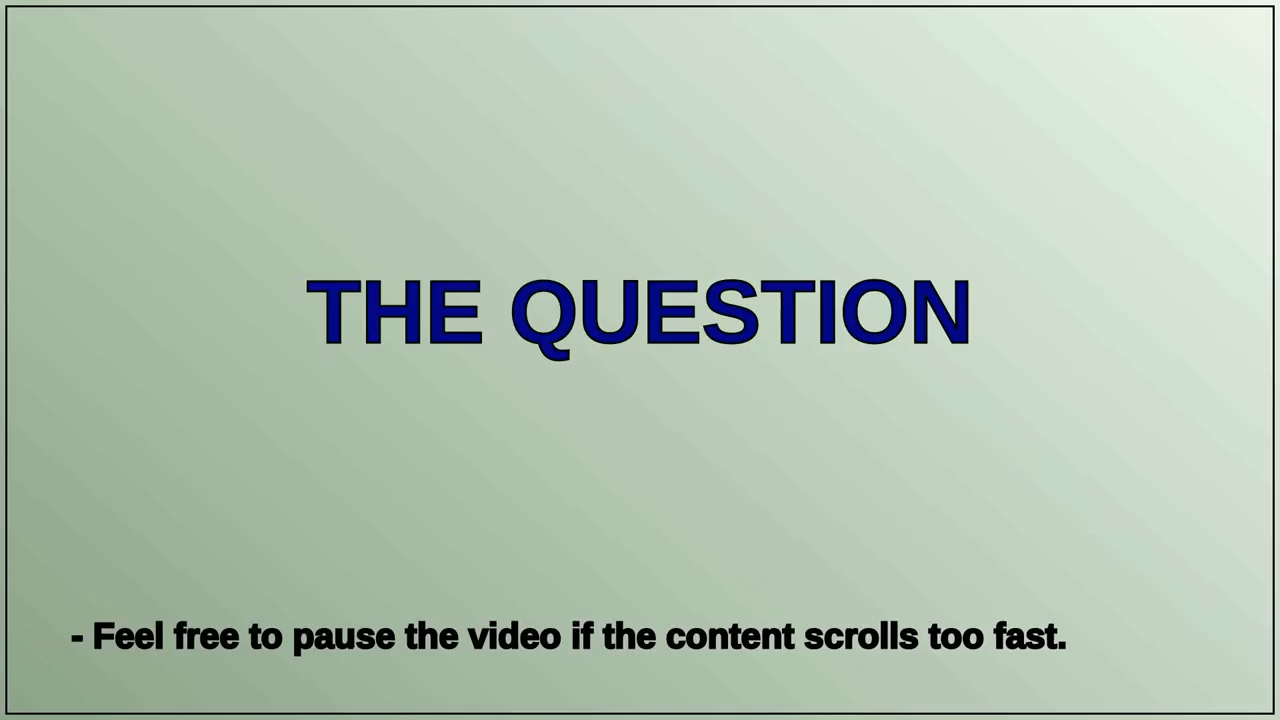 THE QUESTION
- Feel free to pause the video if the content scrolls too fast.